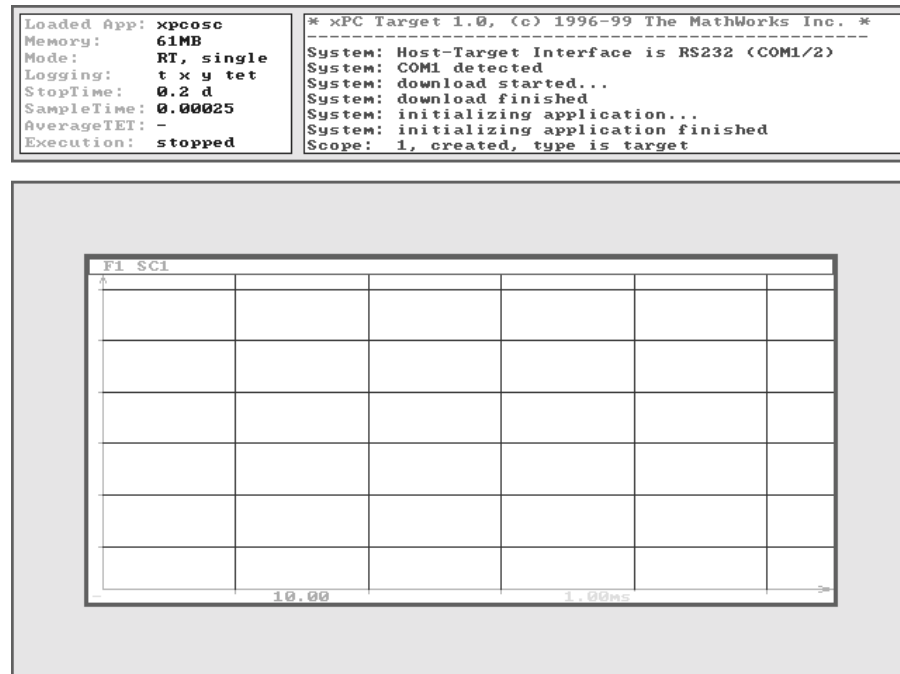 Loaded App: xpcosc
Memory: 61MB
Mode: RT, single
Logging: t x y tet
StopTime: 0.2 d
SampleTime: 0.00025
AverageTET: -
Execution: stopped
* xPC Target 1.0, (c) 1996-99 The MathWorks Inc. *
--------------------------------------------------
System: Host-Target Interface is RS232 (COM1/2)
System: COM1 detected
System: download started...
System: download finished
System: initializing application...
System: initializing application finished
Scope: 1, created, type is target
F1 SC1
10.00
1.00ms